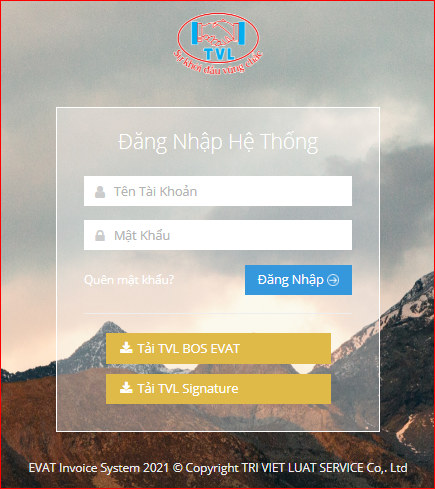 TVL
Sự khởi đầu vững chắc
Đăng Nhập Hệ Thống
Tên Tài Khoản
Mật Khẩu
Quên mật khẩu?
Đăng Nhập
Tải TVL BOS EVAT
Tải TVL Signature
EVAT Invoice System 2021 © Copyright TRI VIET LUAT SERVICE Co,. Ltd